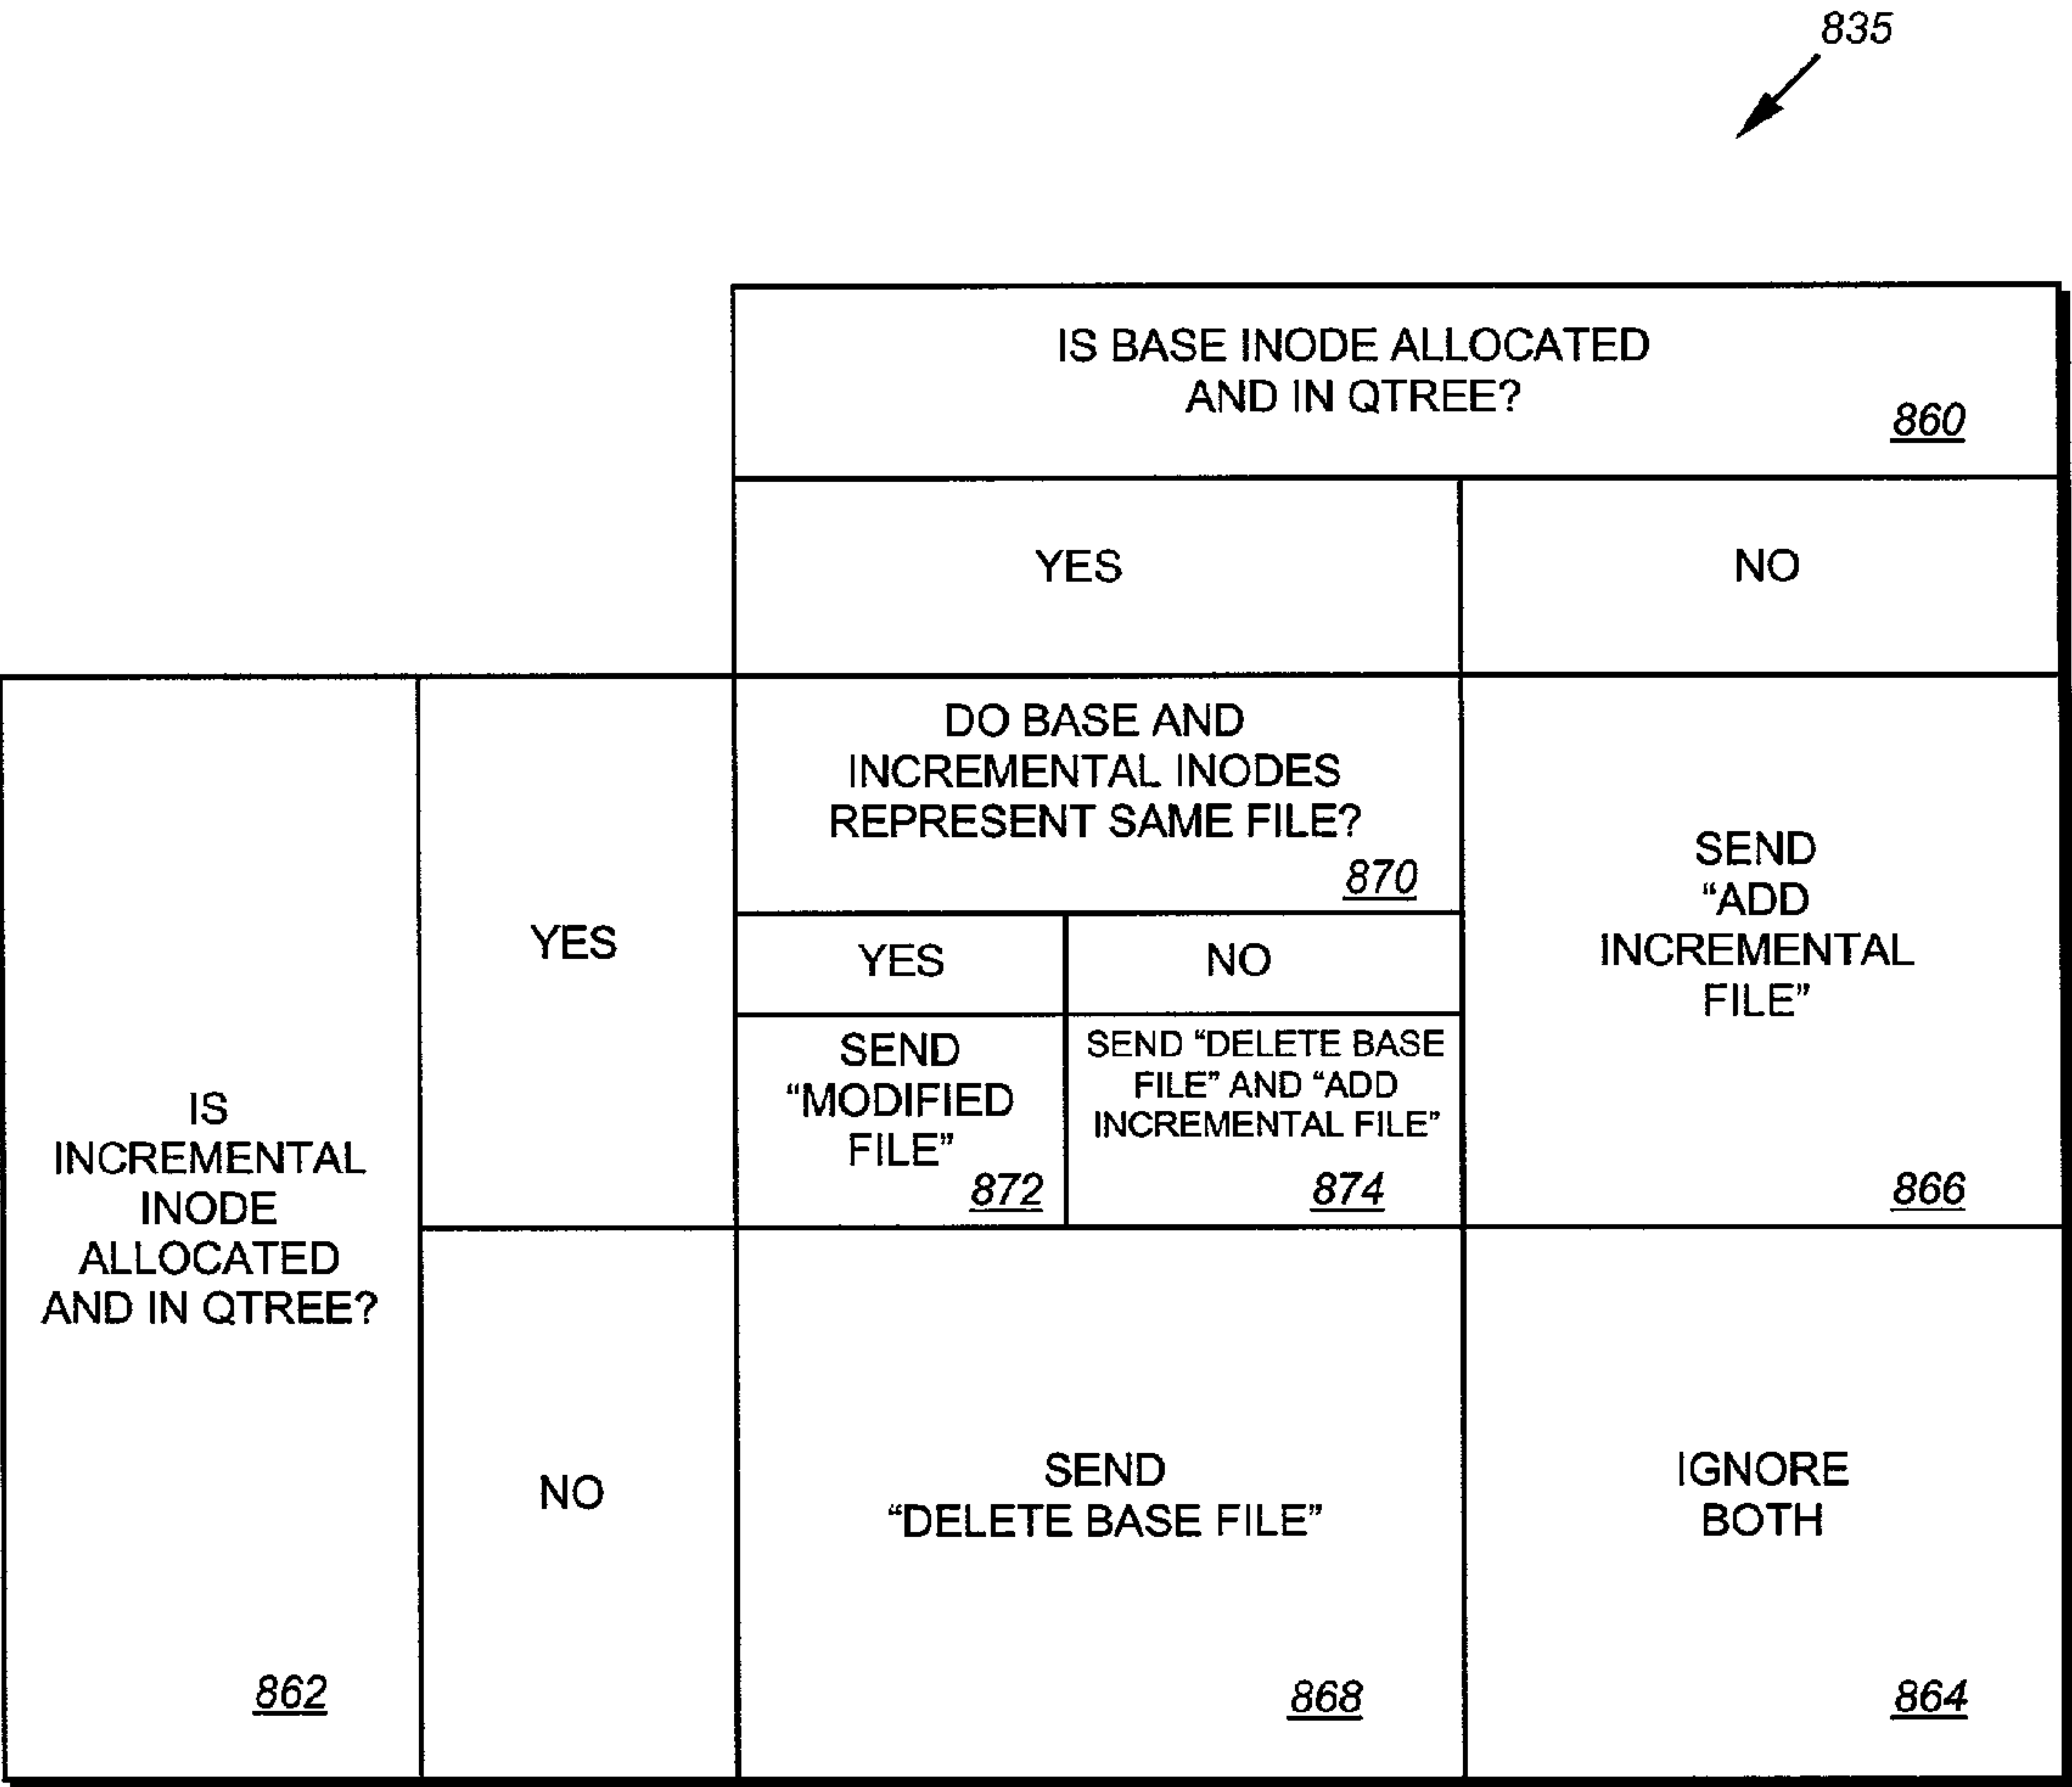 835
IS BASE INODE ALLOCATED
AND IN QTREE?
860
YES
NO
DO BASE AND
INCREMENTAL INODES
REPRESENT SAME FILE?
870
YES
NO
SEND
“MODIFIED
FILE”
872
SEND “DELETE BASE
FILE” AND “ADD
INCREMENTAL FILE”
874
SEND
“ADD
INCREMENTAL
FILE”
866
YES
IS
INCREMENTAL
INODE
ALLOCATED
AND IN QTREE?
862
NO
SEND
“DELETE BASE FILE”
868
IGNORE
BOTH
864